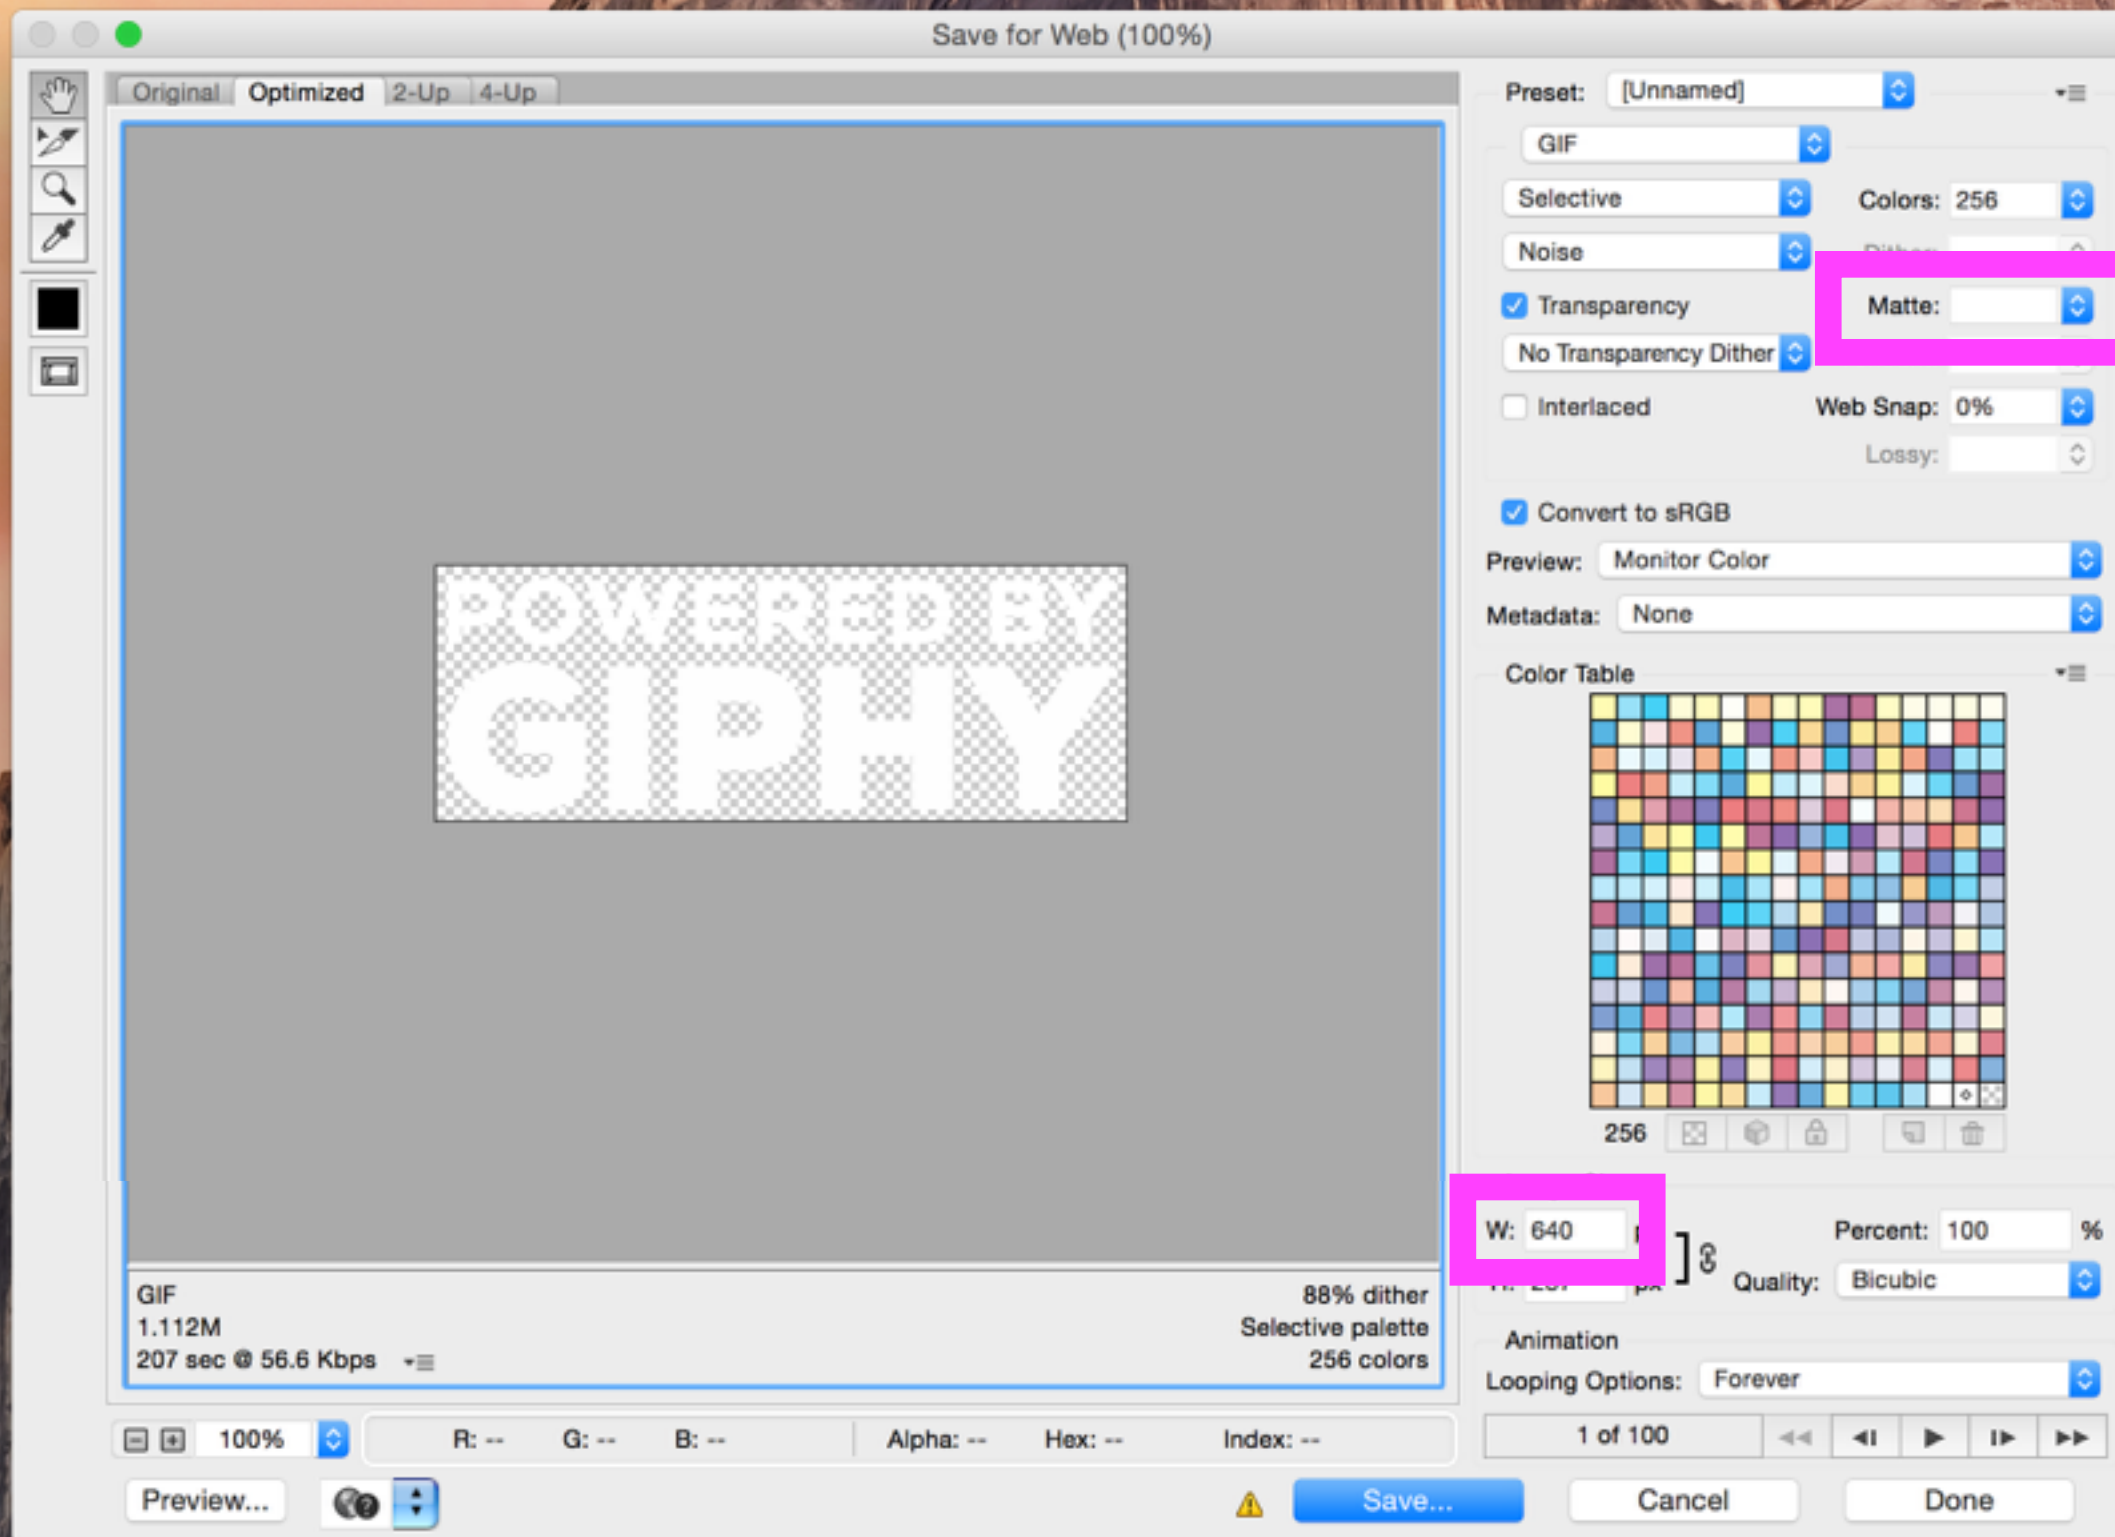 Save for Web (100%)
Original Optimized 2-Up 4-Up
Preset: [Unnamed]
GIF
Selective Colors: 256
Noise
Transparency Matte:
No Transparency Dither
Interlaced Web Snap: 0%
Lossy:
Convert to sRGB
Preview: Monitor Color
Metadata: None
POWERED BY
GIPHY
Color Table
256
W: 640 Percent: 100 %
px Quality: Bicubic
GIF 88% dither
1.112M Selective palette
207 sec @ 56.6 Kbps 256 colors
Animation
Looping Options: Forever
1 of 100
100% R: -- G: -- B: -- Alpha: -- Hex: -- Index: --
Preview... Save... Cancel Done